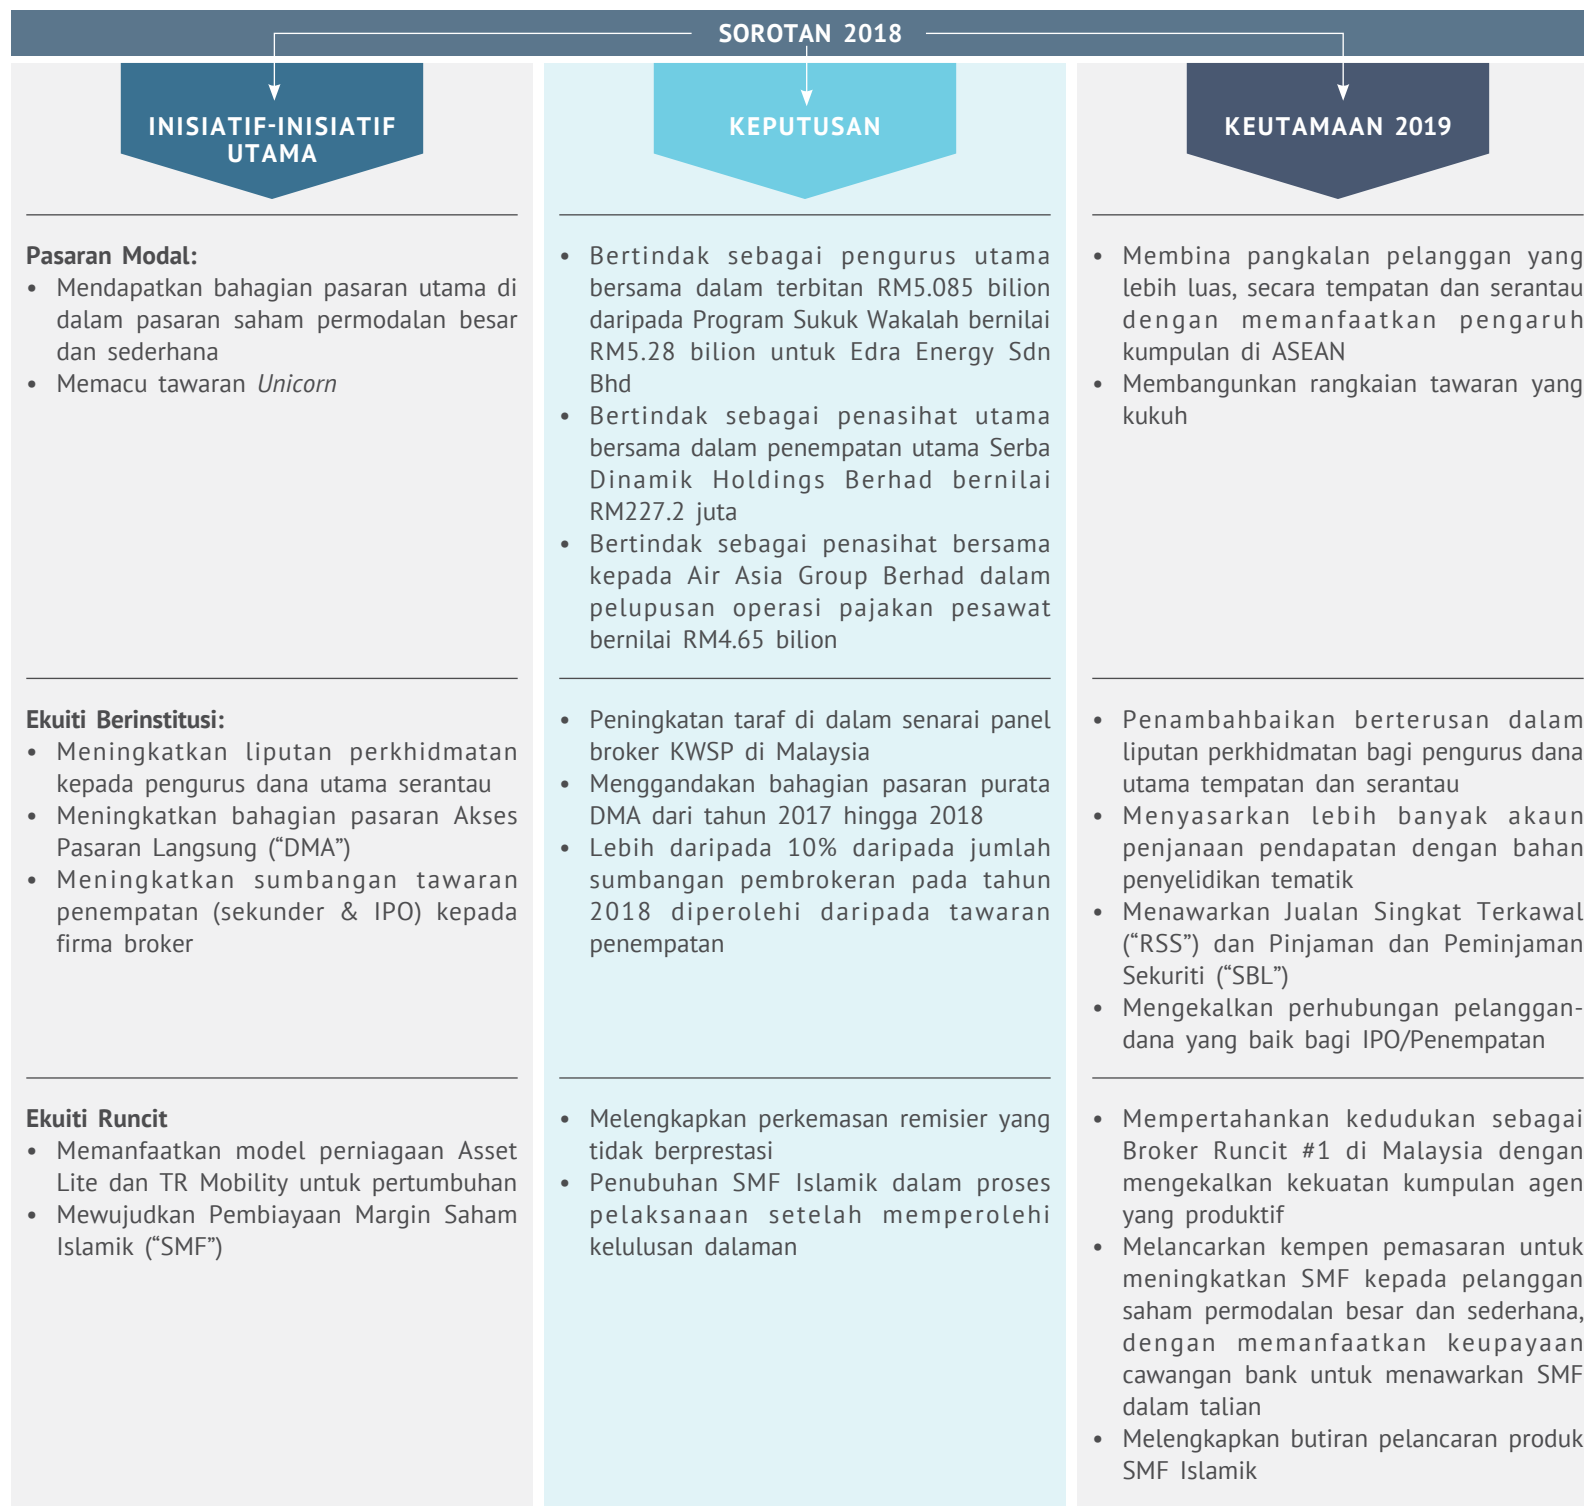 SOROTAN 2018
INISIATIF-INISIATIF
UTAMA
KEPUTUSAN
KEUTAMAAN 2019
Pasaran Modal:
• Mendapatkan bahagian pasaran utama di
dalam pasaran saham permodalan besar
dan sederhana
• Memacu tawaran Unicorn
• Bertindak sebagai pengurus utama
bersama dalam terbitan RM5.085 bilion
daripada Program Sukuk Wakalah bernilai
RM5.28 bilion untuk Edra Energy Sdn
Bhd
• Bertindak sebagai penasihat utama
bersama dalam penempatan utama Serba
Dinamik Holdings Berhad bernilai
RM227.2 juta
• Bertindak sebagai penasihat bersama
kepada Air Asia Group Berhad dalam
pelupusan operasi pajakan pesawat
bernilai RM4.65 bilion
• Membina pangkalan pelanggan yang
lebih luas, secara tempatan dan serantau
dengan memanfaatkan pengaruh
kumpulan di ASEAN
• Membangunkan rangkaian tawaran yang
kukuh
Ekuiti Berinstitusi:
• Meningkatkan liputan perkhidmatan
kepada pengurus dana utama serantau
• Meningkatkan bahagian pasaran Akses
Pasaran Langsung (“DMA”)
• Meningkatkan sumbangan tawaran
penempatan (sekunder & IPO) kepada
firma broker
• Peningkatan taraf di dalam senarai panel
broker KWSP di Malaysia
• Menggandakan bahagian pasaran purata
DMA dari tahun 2017 hingga 2018
• Lebih daripada 10% daripada jumlah
sumbangan pembrokeran pada tahun
2018 diperolehi daripada tawaran
penempatan
• Penambahbaikan berterusan dalam
liputan perkhidmatan bagi pengurus dana
utama tempatan dan serantau
• Menyasarkan lebih banyak akaun
penjanaan pendapatan dengan bahan
penyelidikan tematik
• Menawarkan Jualan Singkat Terkawal
(“RSS”) dan Pinjaman dan Peminjaman
Sekuriti (“SBL”)
• Mengekalkan perhubungan pelanggan-
dana yang baik bagi IPO/Penempatan
Ekuiti Runcit
• Memanfaatkan model perniagaan Asset
Lite dan TR Mobility untuk pertumbuhan
• Mewujudkan Pembiayaan Margin Saham
Islamik (“SMF”)
• Melengkapkan perkemasan remisier yang
tidak berprestasi
• Penubuhan SMF Islamik dalam proses
pelaksanaan setelah memperolehi
kelulusan dalaman
• Mempertahankan kedudukan sebagai
Broker Runcit #1 di Malaysia dengan
mengekalkan kekuatan kumpulan agen
yang produktif
• Melancarkan kempen pemasaran untuk
meningkatkan SMF kepada pelanggan
saham permodalan besar dan sederhana,
dengan memanfaatkan keupayaan
cawangan bank untuk menawarkan SMF
dalam talian
• Melengkapkan butiran pelancaran produk
SMF Islamik